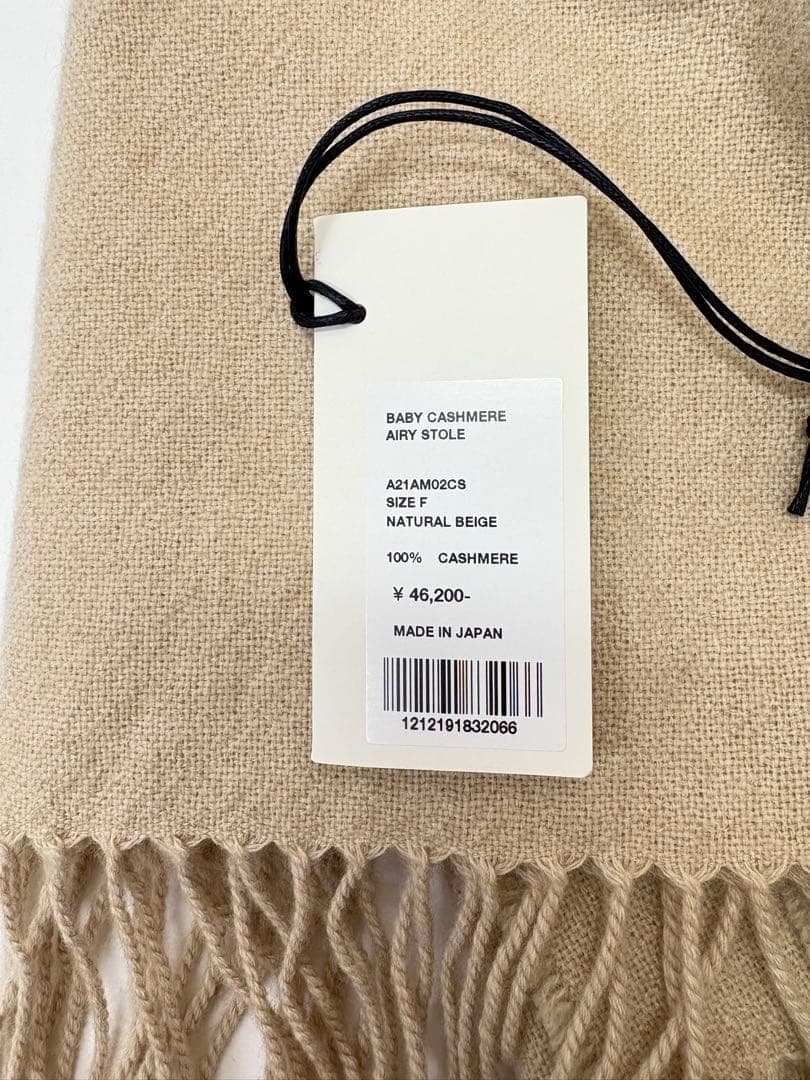 BABY CASHMERE
AIRY STOLE
A21AM02CS
SIZE F
NATURAL BEIGE
100% CASHMERE
¥ 46,200-
MADE IN JAPAN
1212191832066